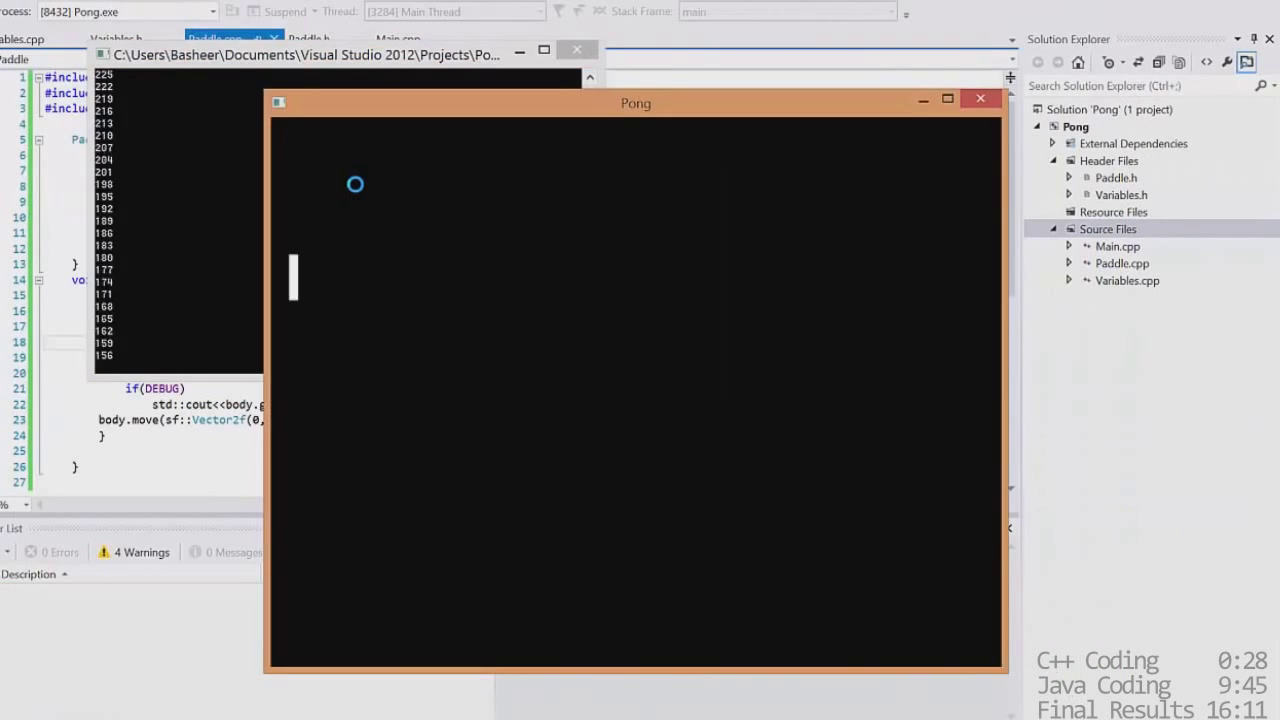 rocess: [8432] Pong.exe Suspend Thread: [3284] Main Thread Stack Frame: main
ables.cpp Variables.h Paddle.cpp Paddle.h Main.cpp
Paddle
C:\Users\Basheer\Documents\Visual Studio 2012\Projects\Po...
1 #inclu
2 #inclu
3 #inclu
4
5 Pa
6
7
8
9
10
11
12
13 }
14 voi
15
16
17
18
19
20
21 if(DEBUG)
22 std::cout<<body.g
23 body.move(sf::Vector2f(0,
24 }
25
26 }
27
225
222
219
216
213
210
207
204
201
198
195
192
189
186
183
180
177
174
171
168
165
162
159
156
Pong
%
r List
0 Errors 4 Warnings 0 Messages
Description
Solution Explorer
Search Solution Explorer (Ctrl+;)
Solution 'Pong' (1 project)
Pong
External Dependencies
Header Files
Paddle.h
Variables.h
Resource Files
Source Files
Main.cpp
Paddle.cpp
Variables.cpp
C++ Coding 0:28
Java Coding 9:45
Final Results 16:11